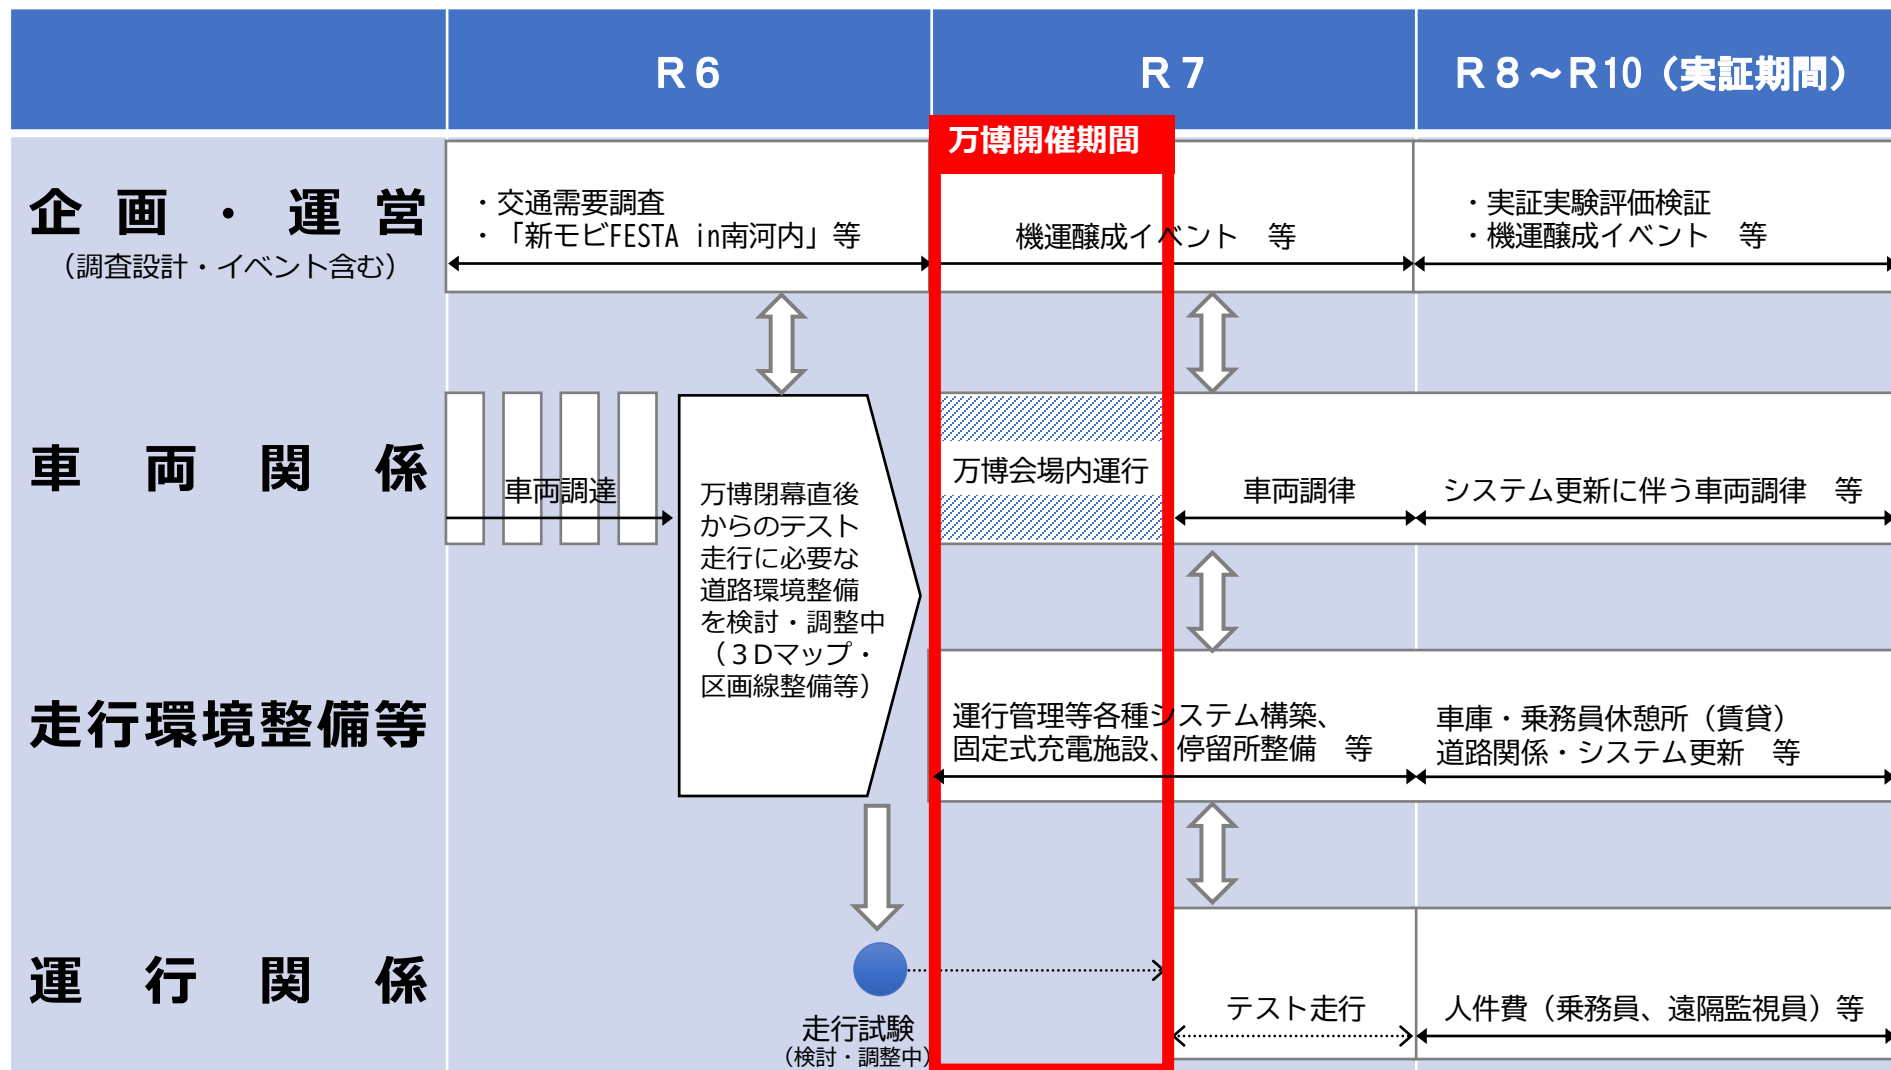 R６
R７
R８～R10（実証期間）
万博開催期間
企画・運営
（調査設計・イベント含む）
・交通需要調査
・「新モビFESTA in南河内」等
機運醸成イベント　等
・実証実験評価検証
・機運醸成イベント　等
車両関係
車両調達
万博閉幕直後
からのテスト
走行に必要な
道路環境整備
を検討・調整中
（３Dマップ・
区画線整備等）
万博会場内運行
車両調律
システム更新に伴う車両調律　等
走行環境整備等
運行管理等各種システム構築、
固定式充電施設、停留所整備　等
車庫・乗務員休憩所（賃貸）
道路関係・システム更新　等
運行関係
走行試験
（検討・調整中）
テスト走行
人件費（乗務員、遠隔監視員）等